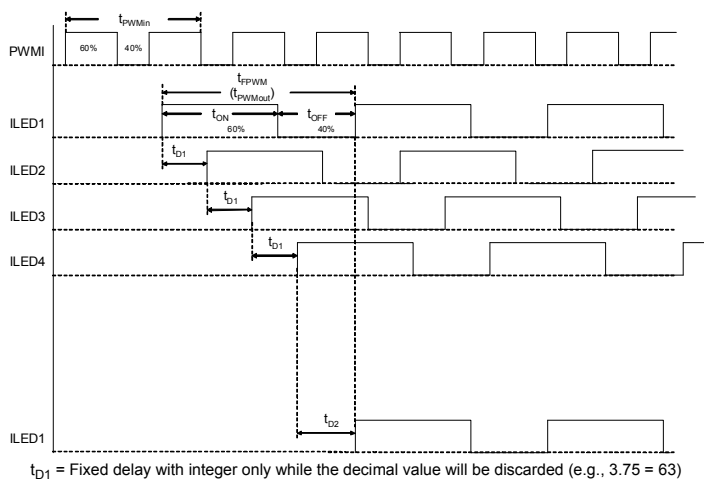 tPWMin
PWMI
60%
40%
tFPWM
(tPWMout)
tON
tOFF
60%
40%
ILED1
tD1
ILED2
tD1
ILED3
tD1
ILED4
tD2
ILED1
tD1 = Fixed delay with integer only while the decimal value will be discarded (e.g., 3.75 = 63)